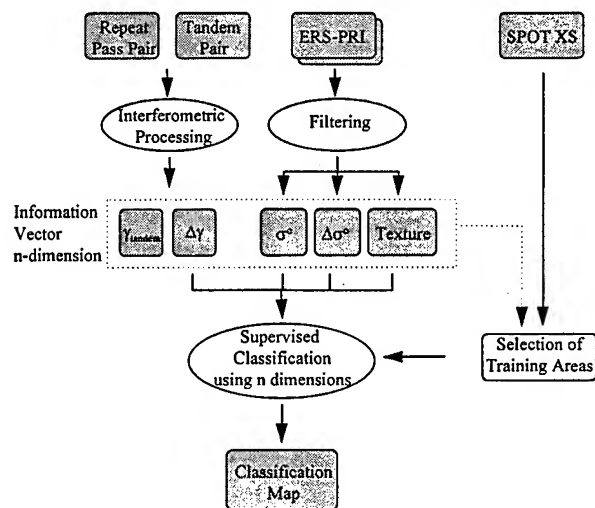 Repeat
Pass Pair
Tandem
Pair
ERS-PRI
SPOT XS
Interferometric
Processing
Filtering
Information
Vector
n-dimension
γtandem
Δγ
σ°
Δσ°
Texture
Supervised
Classification
using n dimensions
Selection of
Training Areas
Classification
Map